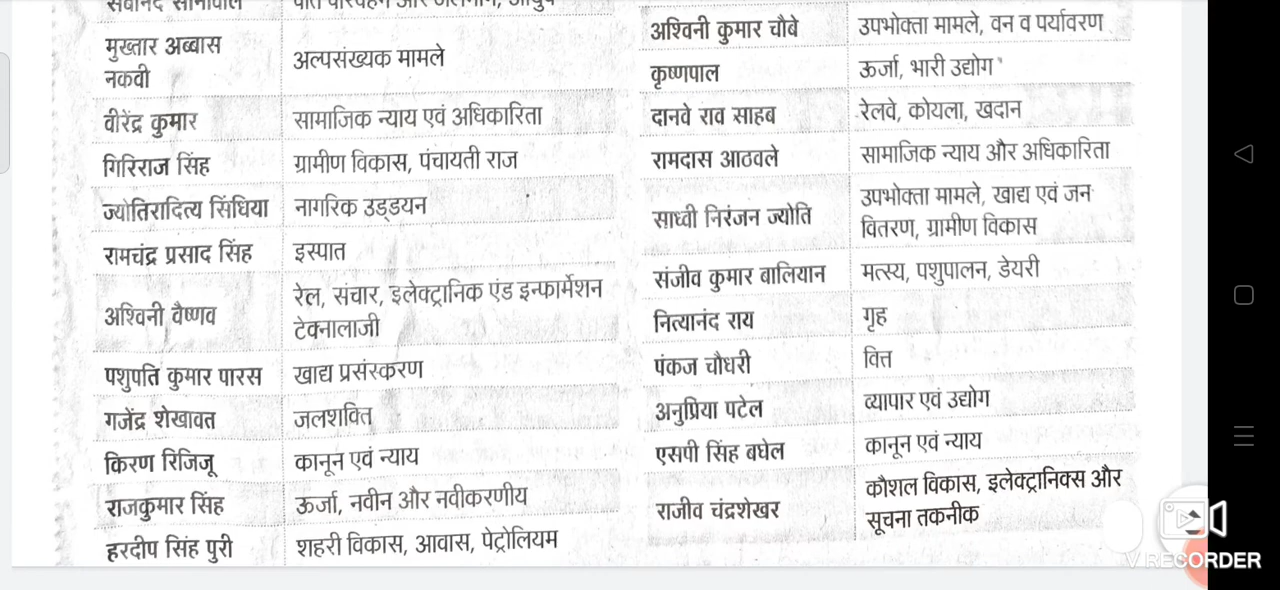 मुख्तार अब्बास
नकवी
अल्पसंख्यक मामले
वीरेंद्र कुमार
सामाजिक न्याय एवं अधिकारिता
गिरिराज सिंह
ग्रामीण विकास, पंचायती राज
ज्योतिरादित्य सिंधिया
नागरिक उड्डयन
रामचंद्र प्रसाद सिंह
इस्पात
अश्विनी वैष्णव
रेल, संचार, इलेक्ट्रानिक एंड इन्फार्मेशन
टेक्नालाजी
पशुपति कुमार पारस
खाद्य प्रसंस्करण
गजेंद्र शेखावत
जलशक्ति
किरण रिजिजू
कानून एवं न्याय
राजकुमार सिंह
ऊर्जा, नवीन और नवीकरणीय
हरदीप सिंह पुरी
शहरी विकास, आवास, पेट्रोलियम
अश्विनी कुमार चौबे
उपभोक्ता मामले, वन व पर्यावरण
कृष्णपाल
ऊर्जा, भारी उद्योग
दानवे राव साहब
रेलवे, कोयला, खदान
रामदास आठवले
सामाजिक न्याय और अधिकारिता
साध्वी निरंजन ज्योति
उपभोक्ता मामले, खाद्य एवं जन
वितरण, ग्रामीण विकास
संजीव कुमार बालियान
मत्स्य, पशुपालन, डेयरी
नित्यानंद राय
गृह
पंकज चौधरी
वित्त
अनुप्रिया पटेल
व्यापार एवं उद्योग
एसपी सिंह बघेल
कानून एवं न्याय
राजीव चंद्रशेखर
कौशल विकास, इलेक्ट्रानिक्स और
सूचना तकनीक
V RECORDER